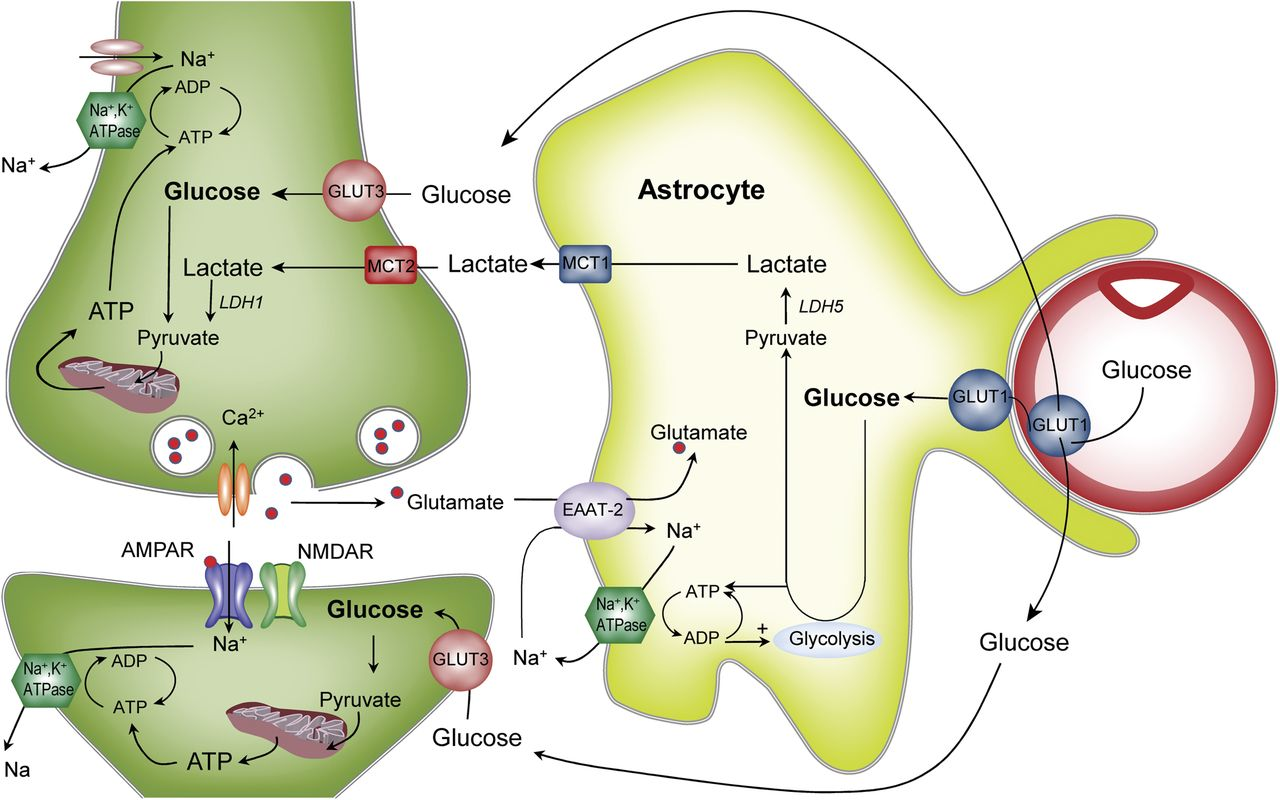 Na⁺
ADP
Na⁺,K⁺
ATPase
ATP
Na⁺
Glucose
GLUT3
Glucose
Lactate
MCT2
Lactate
MCT1
Lactate
LDH1
LDH5
ATP
Pyruvate
Pyruvate
Astrocyte
Glucose
GLUT1
GLUT1
Glucose
Ca²⁺
Glutamate
Glutamate
EAAT-2
Na⁺
AMPAR
NMDAR
Na⁺,K⁺
ATPase
ATP
ADP
+
Glycolysis
Na⁺
Glucose
Glucose
Na⁺
GLUT3
Na⁺,K⁺
ATPase
ADP
ATP
Pyruvate
Glucose
ATP
Na